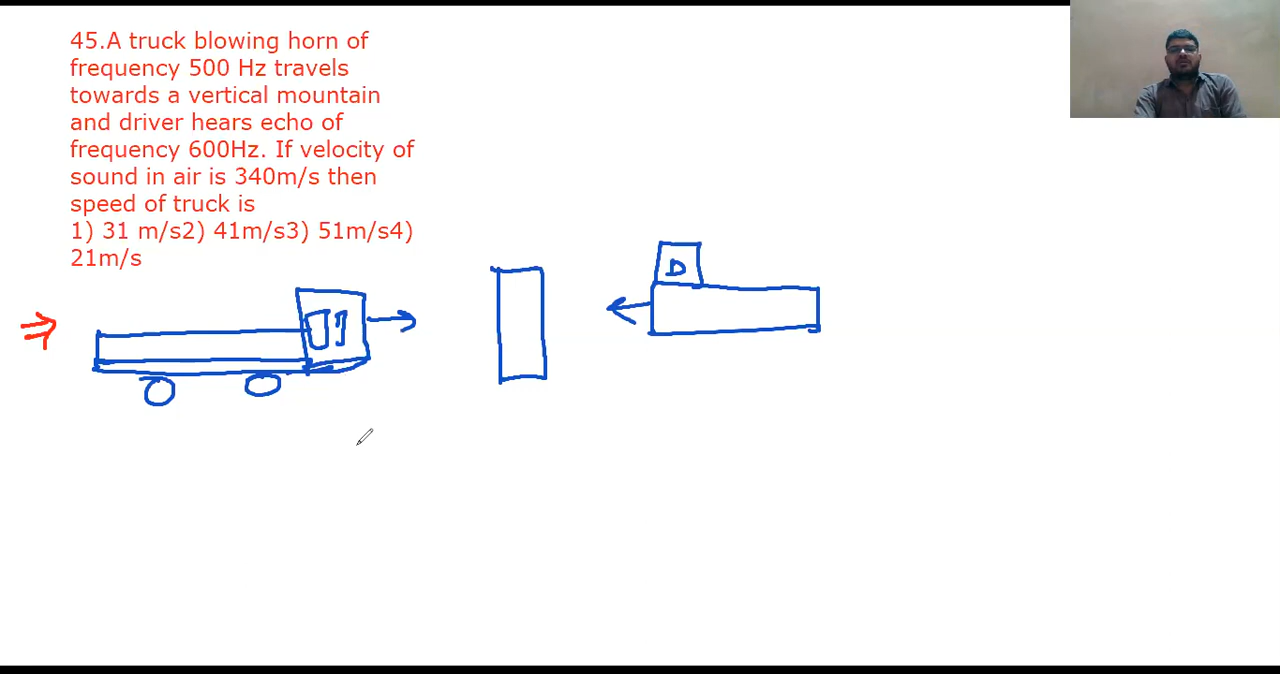 45.A truck blowing horn of
frequency 500 Hz travels
towards a vertical mountain
and driver hears echo of
frequency 600Hz. If velocity of
sound in air is 340m/s then
speed of truck is
1) 31 m/s2) 41m/s3) 51m/s4)
21m/s
D